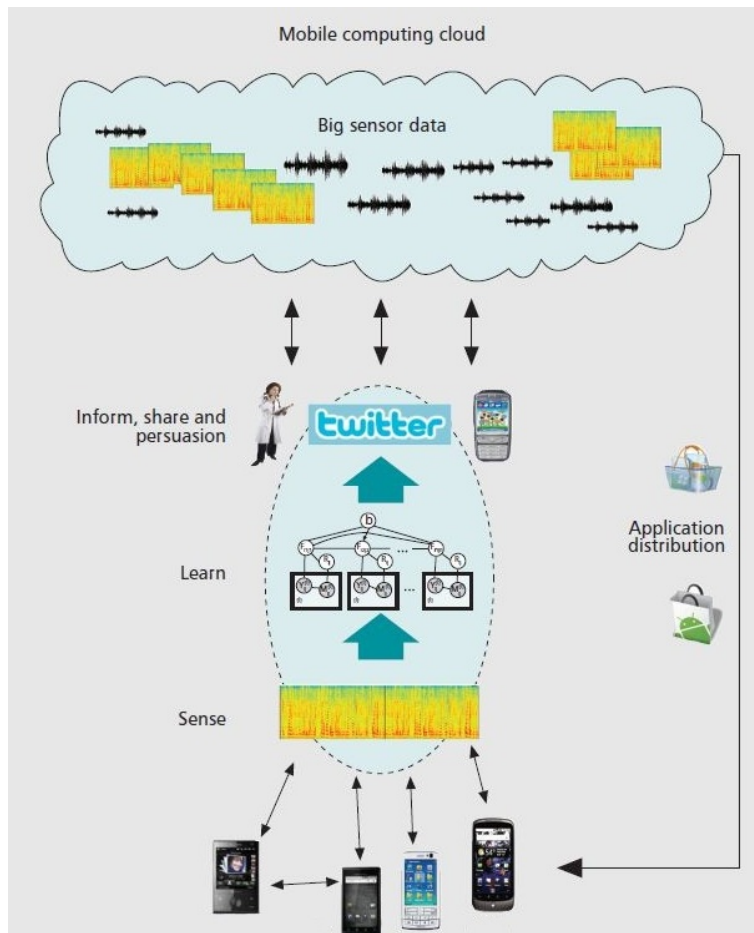 Mobile computing cloud
Big sensor data
Inform, share and
persuasion
twitter
b
...
Learn
...
Application
distribution
Sense